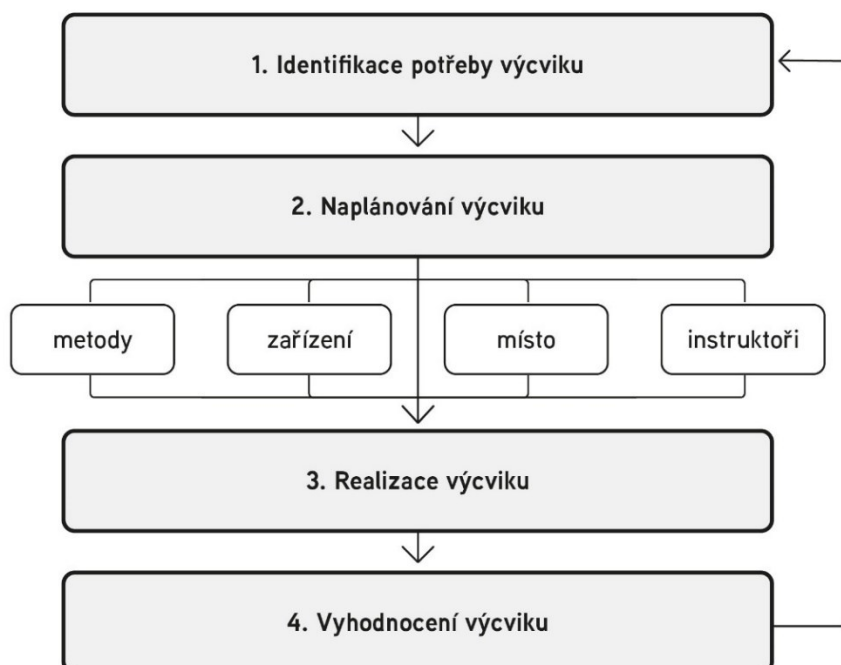 1. Identifikace potřeby výcviku
2. Naplánování výcviku
metody
zařízení
místo
instruktoři
3. Realizace výcviku
4. Vyhodnocení výcviku